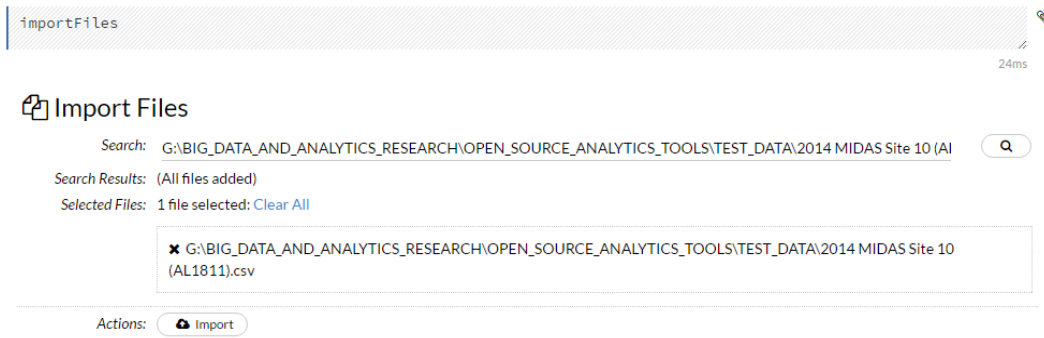 importFiles
24ms
Import Files
Search: G:\BIG_DATA_AND_ANALYTICS_RESEARCH\OPEN_SOURCE_ANALYTICS_TOOLS\TEST_DATA\2014 MIDAS Site 10 (Al
Search Results: (All files added)
Selected Files: 1 file selected: Clear All
✖ G:\BIG_DATA_AND_ANALYTICS_RESEARCH\OPEN_SOURCE_ANALYTICS_TOOLS\TEST_DATA\2014 MIDAS Site 10
(AL1811).csv
Actions: Import